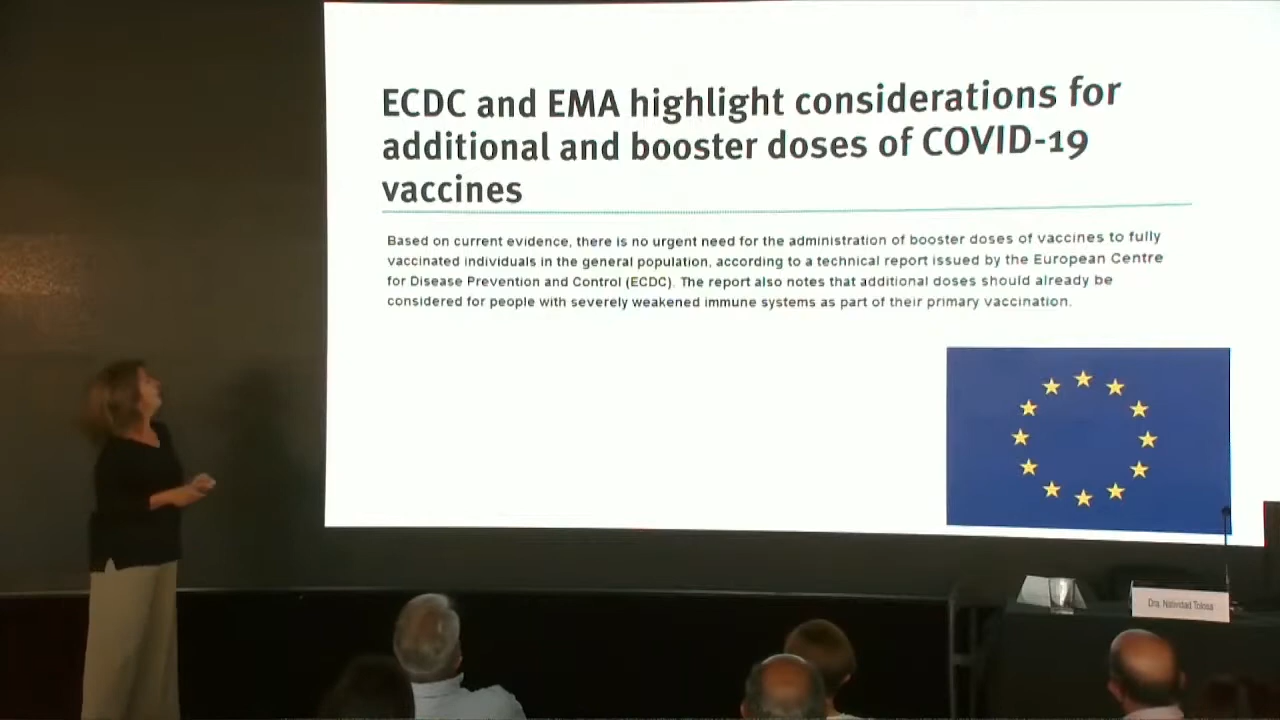 ECDC and EMA highlight considerations for
additional and booster doses of COVID-19
vaccines
Based on current evidence, there is no urgent need for the administration of booster doses of vaccines to fully
vaccinated individuals in the general population, according to a technical report issued by the European Centre
for Disease Prevention and Control (ECDC). The report also notes that additional doses should already be
considered for people with severely weakened immune systems as part of their primary vaccination.
Dra. Natividad Tolosa